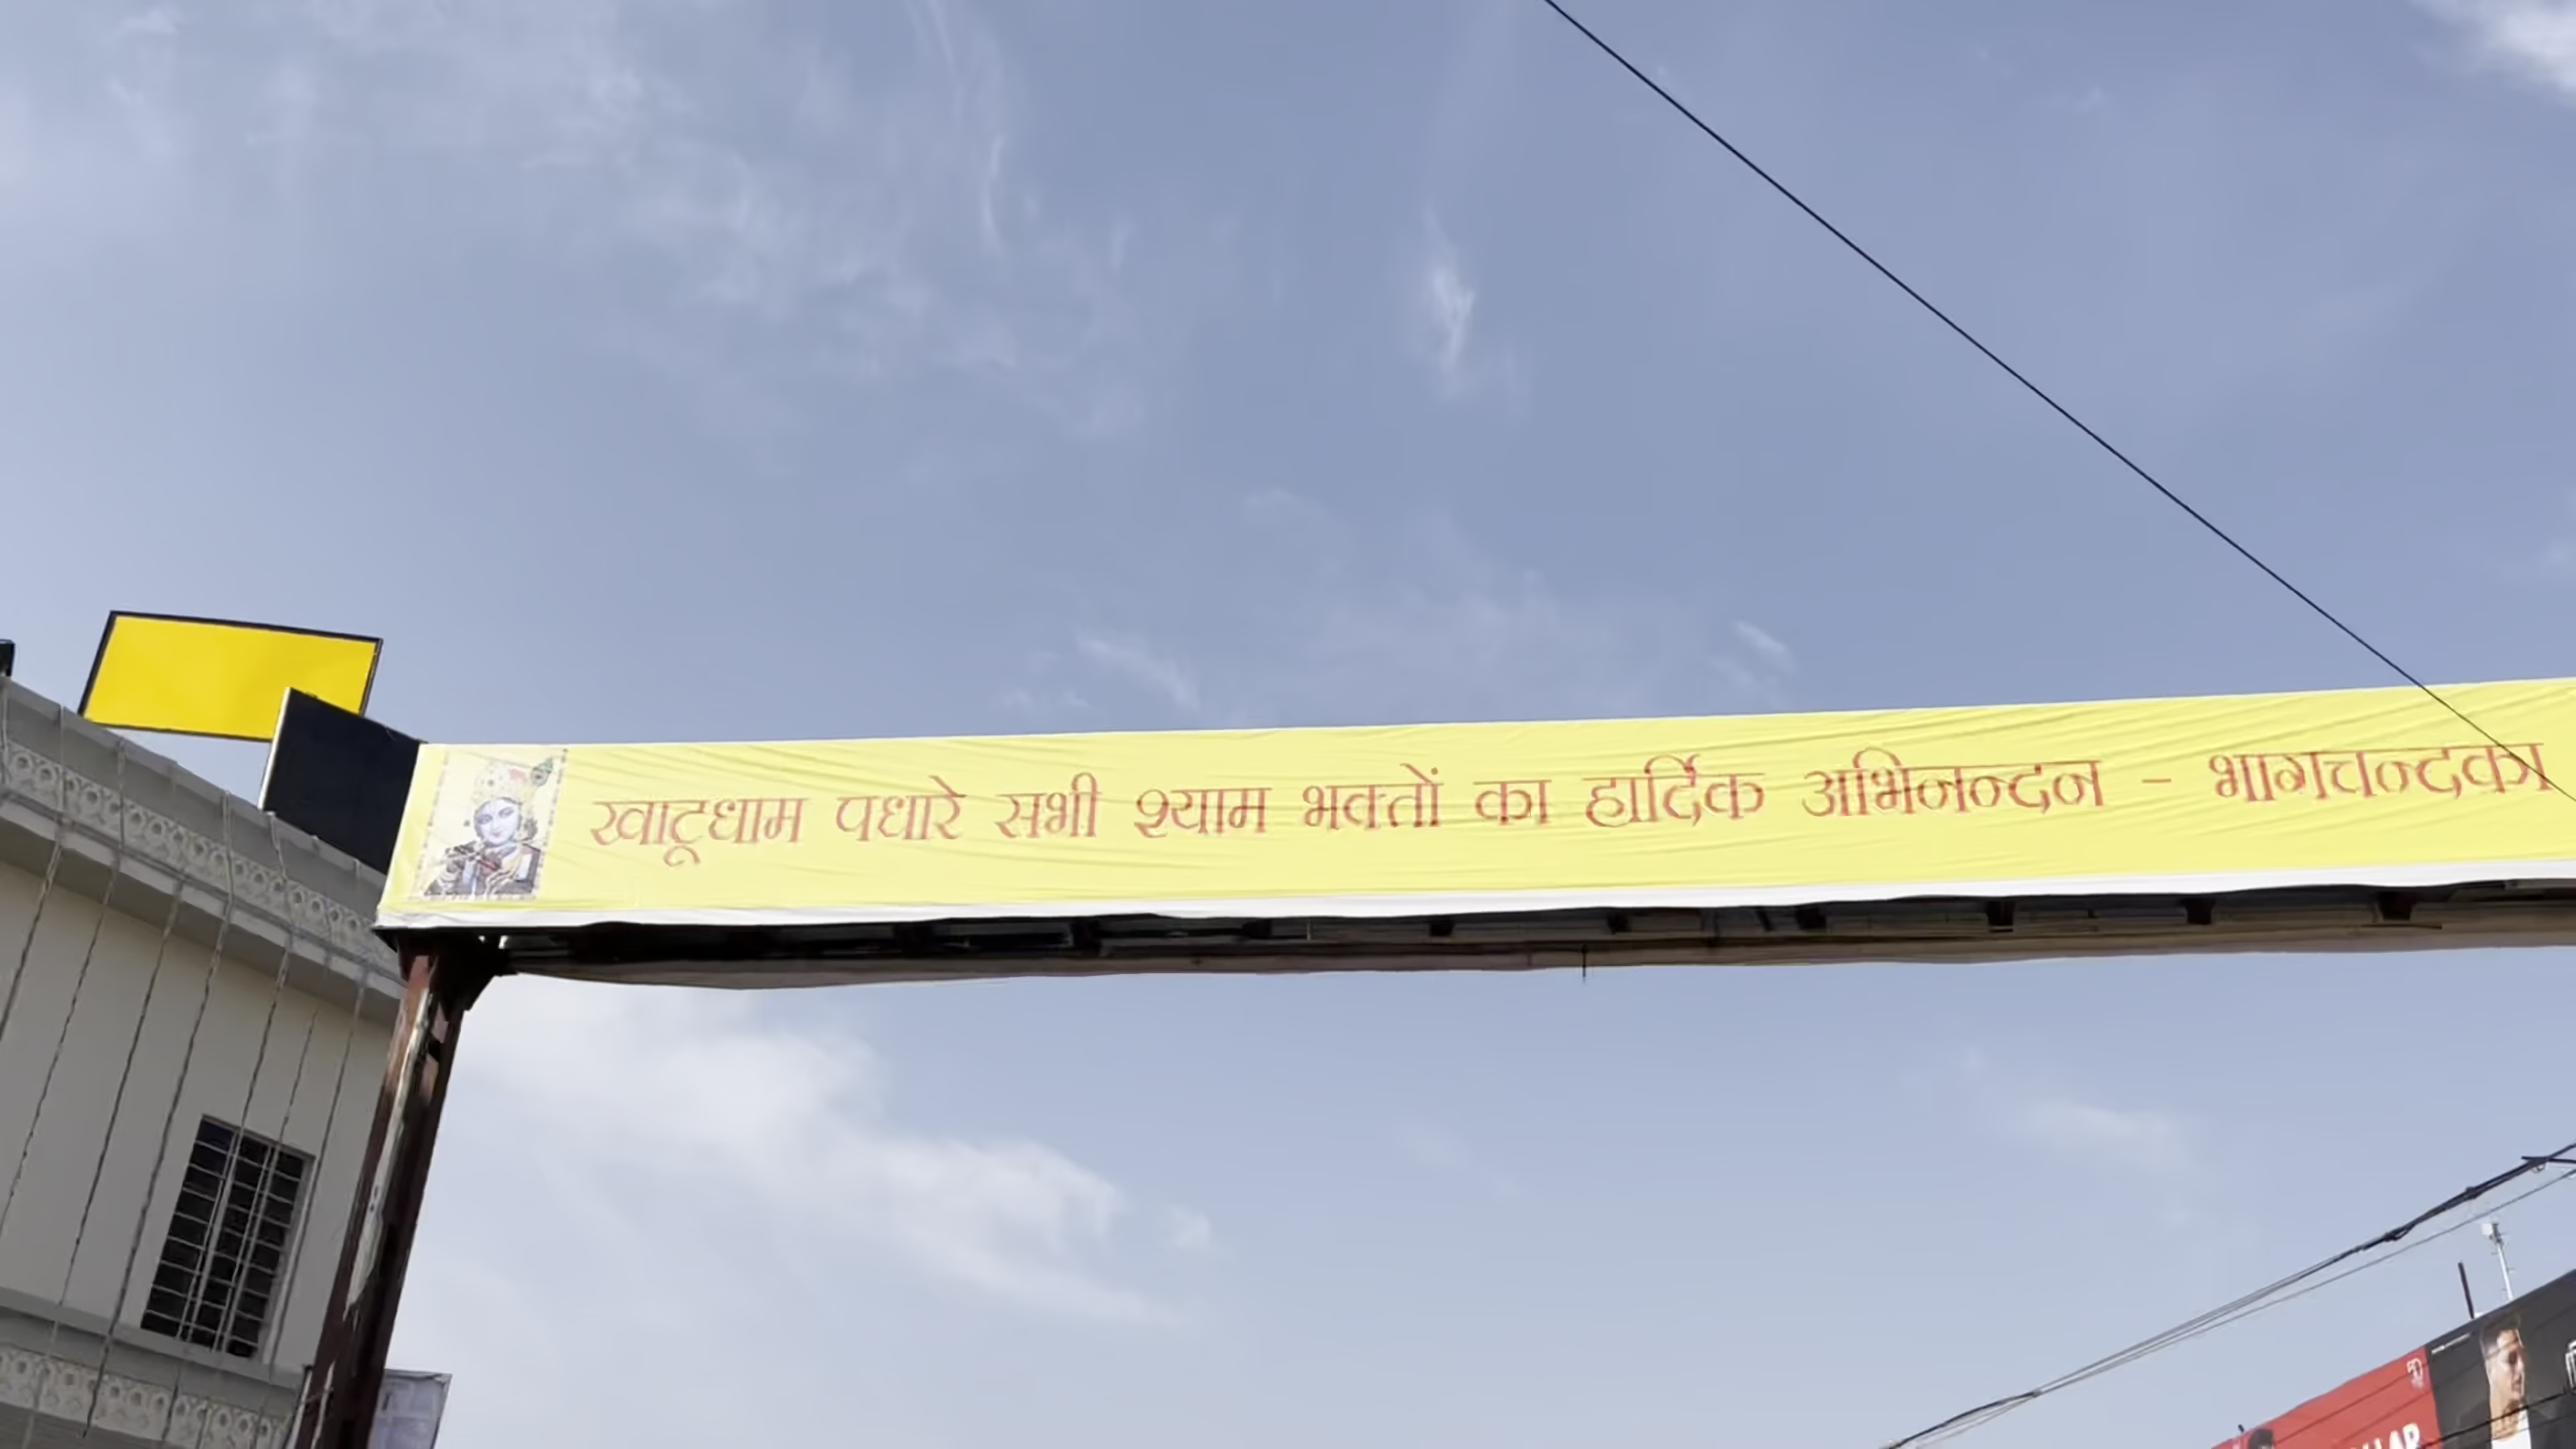 खाटूधाम पधारे सभी श्याम भक्तों का हार्दिक अभिनन्दन - भागचन्दका